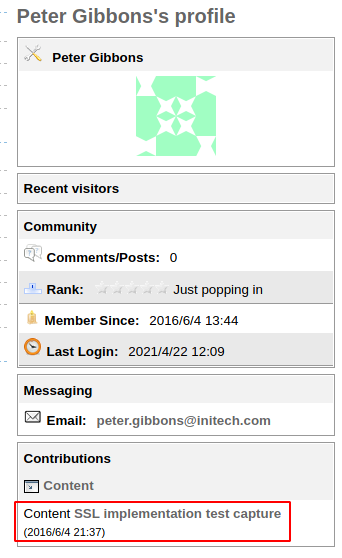 Peter Gibbons's profile
Peter Gibbons
Recent visitors
Community
Comments/Posts: 0
Rank: Just popping in
Member Since: 2016/6/4 13:44
Last Login: 2021/4/22 12:09
Messaging
Email: peter.gibbons@initech.com
Contributions
Content
Content SSL implementation test capture
(2016/6/4 21:37)